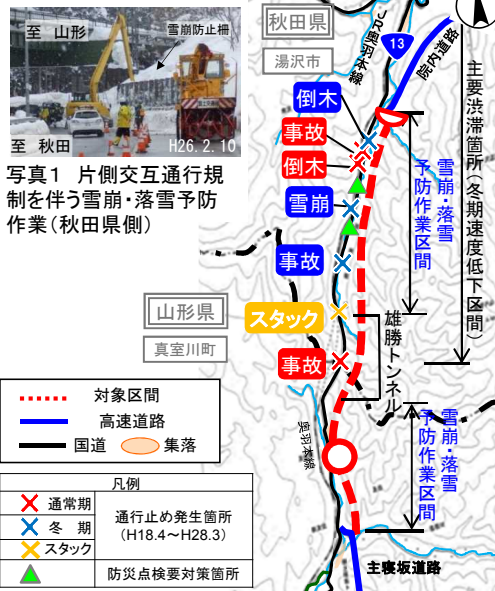 至 山形
雪崩防止柵
至 秋田
H26.2.10
写真1 片側交互通行規
制を伴う雪崩・落雪予防
作業(秋田県側)
秋田県
湯沢市
JR奥羽本線
13
院内道路
主要渋滞箇所(冬期速度低下区間)
倒木
事故
倒木
雪崩
事故
スタック
事故
雪崩・落雪
予防作業区間
雄勝トンネル
山形県
真室川町
奥羽本線
雪崩・落雪
予防作業区間
主寝坂道路
対象区間
高速道路
国道
集落
凡例
通常期
冬 期
スタック
通行止め発生箇所
(H18.4~H28.3)
防災点検要対策箇所